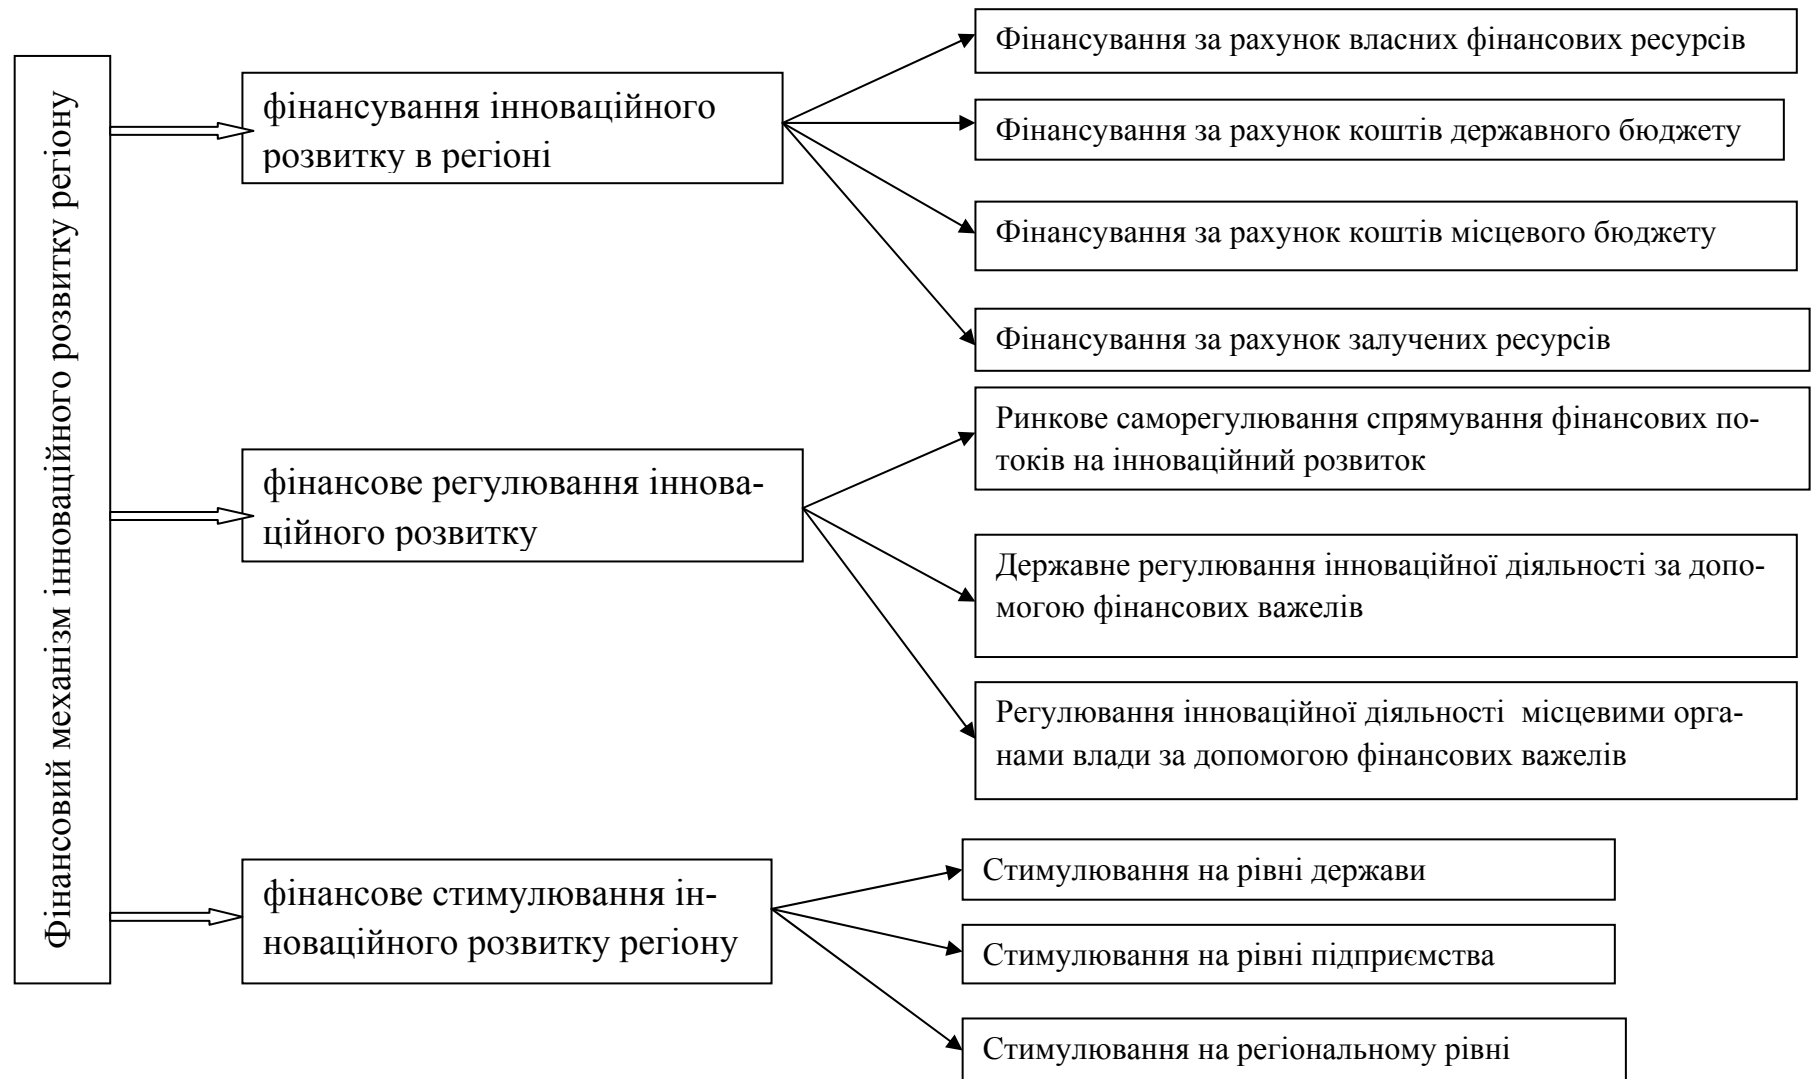 Фінансовий механізм інноваційного розвитку регіону
фінансування інноваційного
розвитку в регіоні
Фінансування за рахунок власних фінансових ресурсів
Фінансування за рахунок коштів державного бюджету
Фінансування за рахунок коштів місцевого бюджету
Фінансування за рахунок залучених ресурсів
фінансове регулювання іннова-
ційного розвитку
Ринкове саморегулювання спрямування фінансових по-
токів на інноваційний розвиток
Державне регулювання інноваційної діяльності за допо-
могою фінансових важелів
Регулювання інноваційної діяльності місцевими орга-
нами влади за допомогою фінансових важелів
фінансове стимулювання ін-
новаційного розвитку регіону
Стимулювання на рівні держави
Стимулювання на рівні підприємства
Стимулювання на регіональному рівні